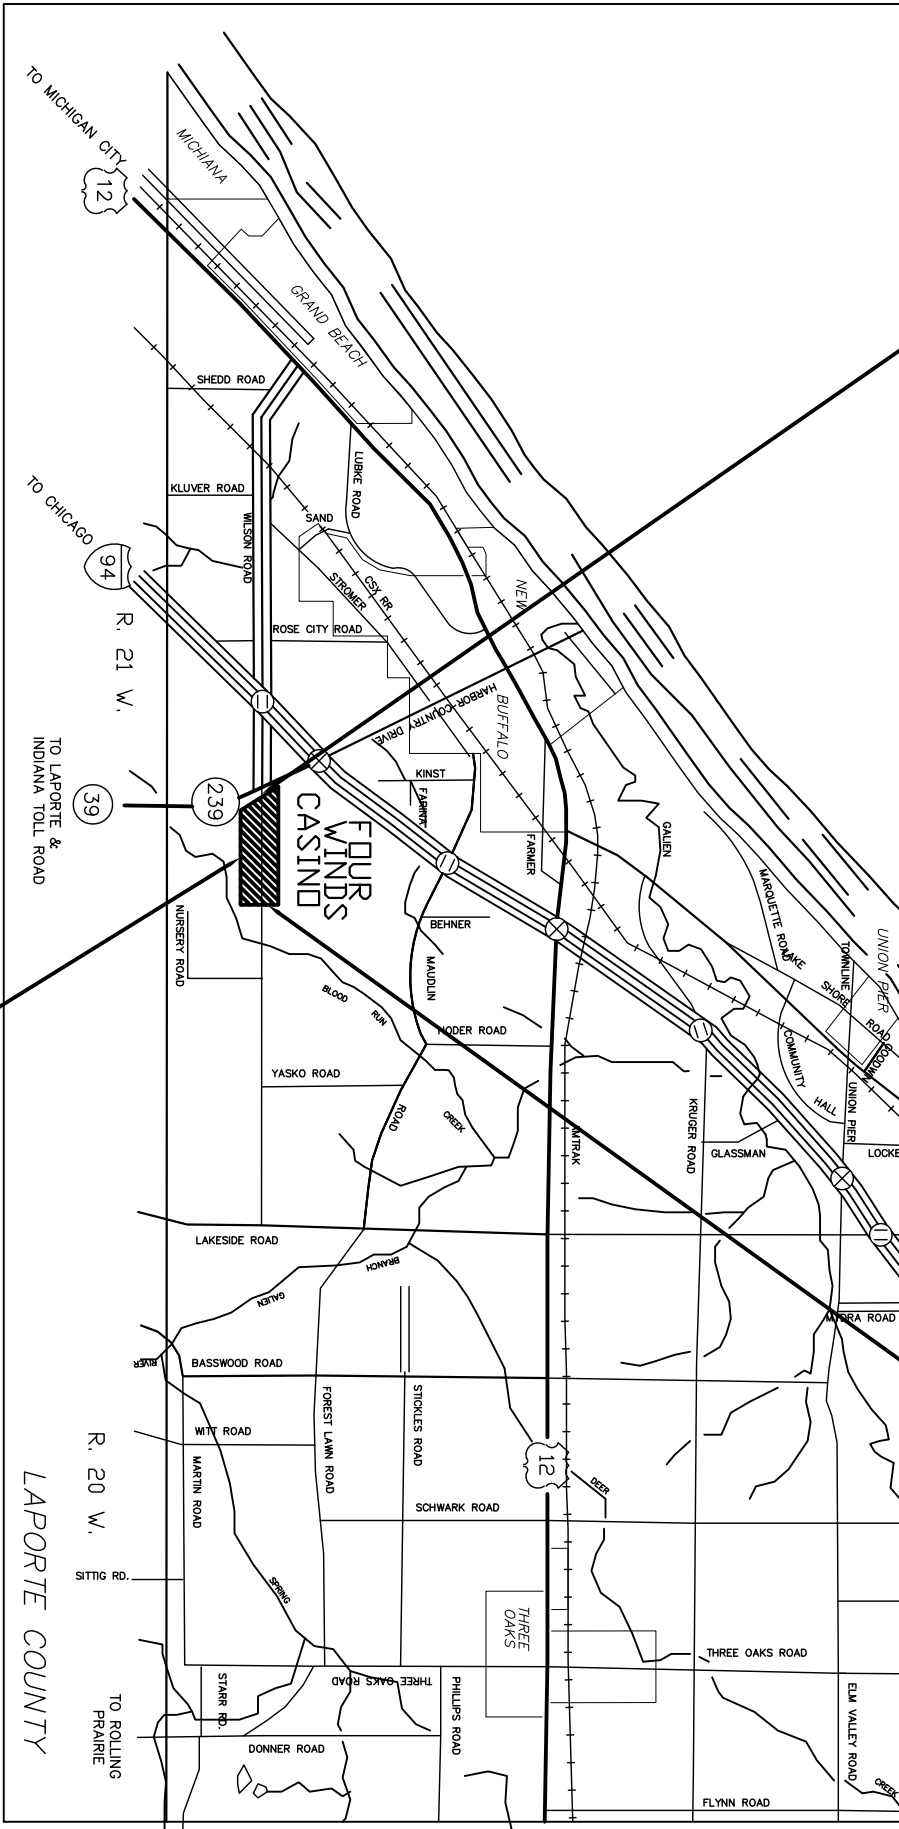 TO MICHIGAN CITY
12
MICHIANA
GRAND BEACH
SHEDD ROAD
LUBKE ROAD
KLUVER ROAD
WILSON ROAD
SAND
CSX RR
STROMER
TO CHICAGO
94
R. 21 W.
ROSE CITY ROAD
NEW
BUFFALO
HARBOR-COUNTRY DRIVE
KINST
FARINA
TO LAPORTE &
INDIANA TOLL ROAD
39
239
FOUR
WINDS
CASINO
FARMER
GALIEN
MARQUETTE ROAD
LAKE
SHORE
ROAD
TOWNLINE
UNION PIER
GOODWIN
COMMUNITY
HALL
UNION PIER
NURSERY ROAD
BEHNER
MAUDLIN
ROAD
BLOOD
RUN
CREEK
HODER ROAD
YASKO ROAD
AMTRAK
KRUGER ROAD
GLASSMAN
LOCKE
LAKESIDE ROAD
BRANCH
GALIEN
RIVER
MYDRA ROAD
BASSWOOD ROAD
WITT ROAD
FOREST LAWN ROAD
STICKLES ROAD
12
DEER
MARTIN ROAD
SCHWARK ROAD
R. 20 W.
LAPORTE COUNTY
SITTIG RD.
SPRING
THREE
OAKS
THREE OAKS ROAD
THREE OAKS ROAD
STARR RD.
PHILLIPS ROAD
ELM VALLEY ROAD
TO ROLLING
PRAIRIE
DONNER ROAD
CREEK
FLYNN ROAD